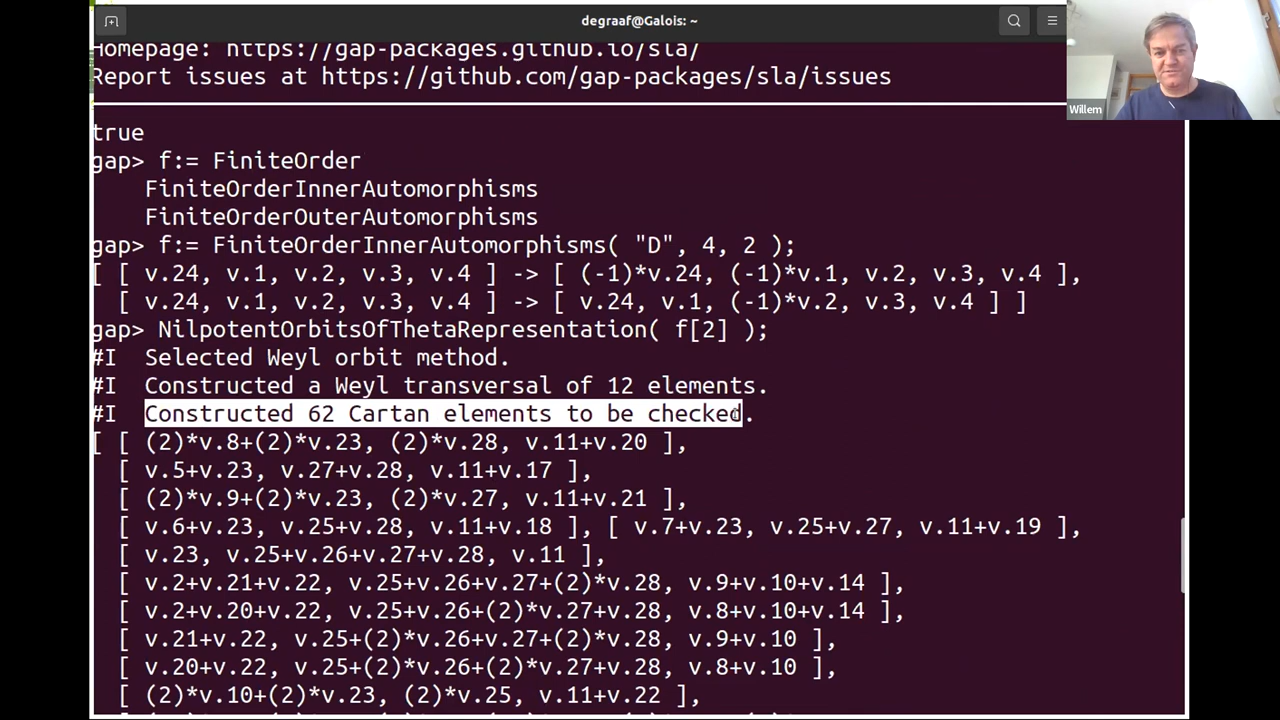 degraaf@Galois: ~
Homepage: https://gap-packages.github.io/sla/
Report issues at https://github.com/gap-packages/sla/issues
Willem
true
gap> f:= FiniteOrder
FiniteOrderInnerAutomorphisms
FiniteOrderOuterAutomorphisms
gap> f:= FiniteOrderInnerAutomorphisms( "D", 4, 2 );
[ [ v.24, v.1, v.2, v.3, v.4 ] -> [ (-1)*v.24, (-1)*v.1, v.2, v.3, v.4 ],
[ v.24, v.1, v.2, v.3, v.4 ] -> [ v.24, v.1, (-1)*v.2, v.3, v.4 ] ]
gap> NilpotentOrbitsOfThetaRepresentation( f[2] );
#I Selected Weyl orbit method.
#I Constructed a Weyl transversal of 12 elements.
#I Constructed 62 Cartan elements to be checked.
[ [ (2)*v.8+(2)*v.23, (2)*v.28, v.11+v.20 ],
[ v.5+v.23, v.27+v.28, v.11+v.17 ],
[ (2)*v.9+(2)*v.23, (2)*v.27, v.11+v.21 ],
[ v.6+v.23, v.25+v.28, v.11+v.18 ], [ v.7+v.23, v.25+v.27, v.11+v.19 ],
[ v.23, v.25+v.26+v.27+v.28, v.11 ],
[ v.2+v.21+v.22, v.25+v.26+v.27+(2)*v.28, v.9+v.10+v.14 ],
[ v.2+v.20+v.22, v.25+v.26+(2)*v.27+v.28, v.8+v.10+v.14 ],
[ v.21+v.22, v.25+(2)*v.26+v.27+(2)*v.28, v.9+v.10 ],
[ v.20+v.22, v.25+(2)*v.26+(2)*v.27+v.28, v.8+v.10 ],
[ (2)*v.10+(2)*v.23, (2)*v.25, v.11+v.22 ],